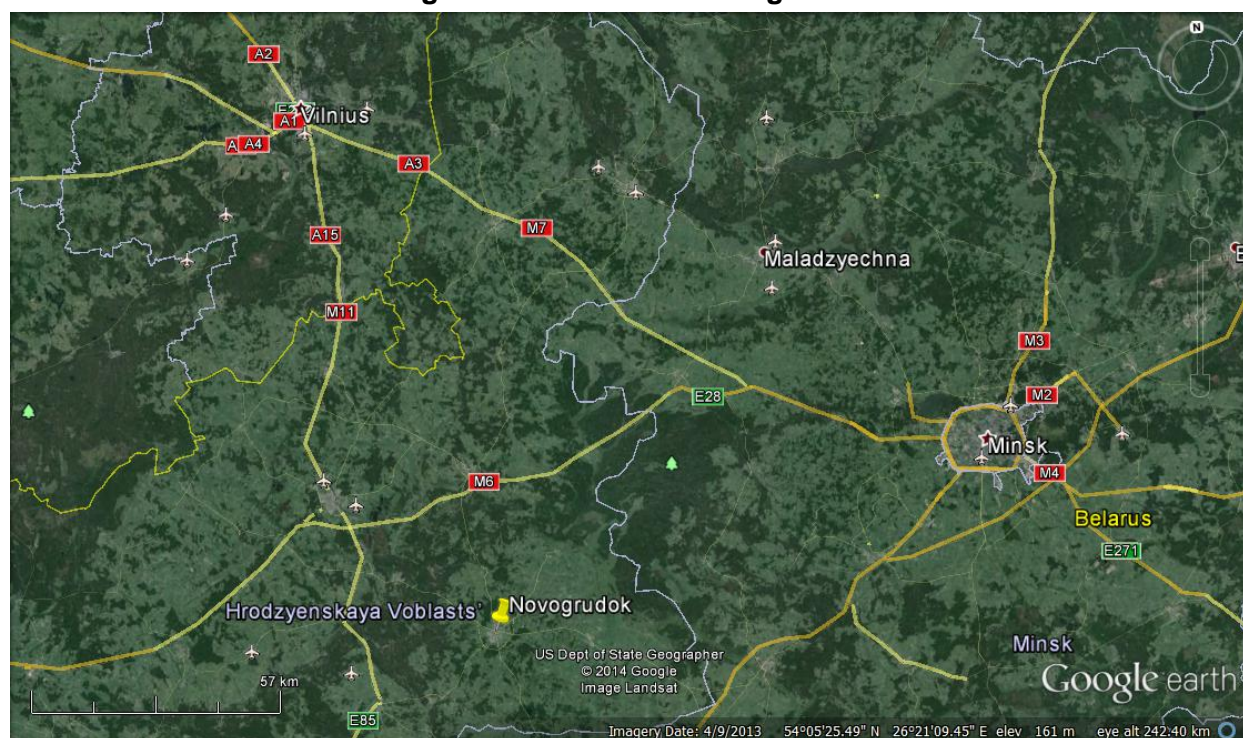 A2
N
Vilnius
A1
A4
A3
A15
M7
Maladzyechna
M11
M3
E28
M2
Minsk
M6
M4
Belarus
E271
Hrodzyenskaya Voblasts'
Novogrudok
US Dept of State Geographer
© 2014 Google
Image Landsat
Minsk
Google earth
57 km
E85
Imagery Date: 4/9/2013 54°05'25.49" N 26°21'09.45" E elev 161 m eye alt 242.40 km